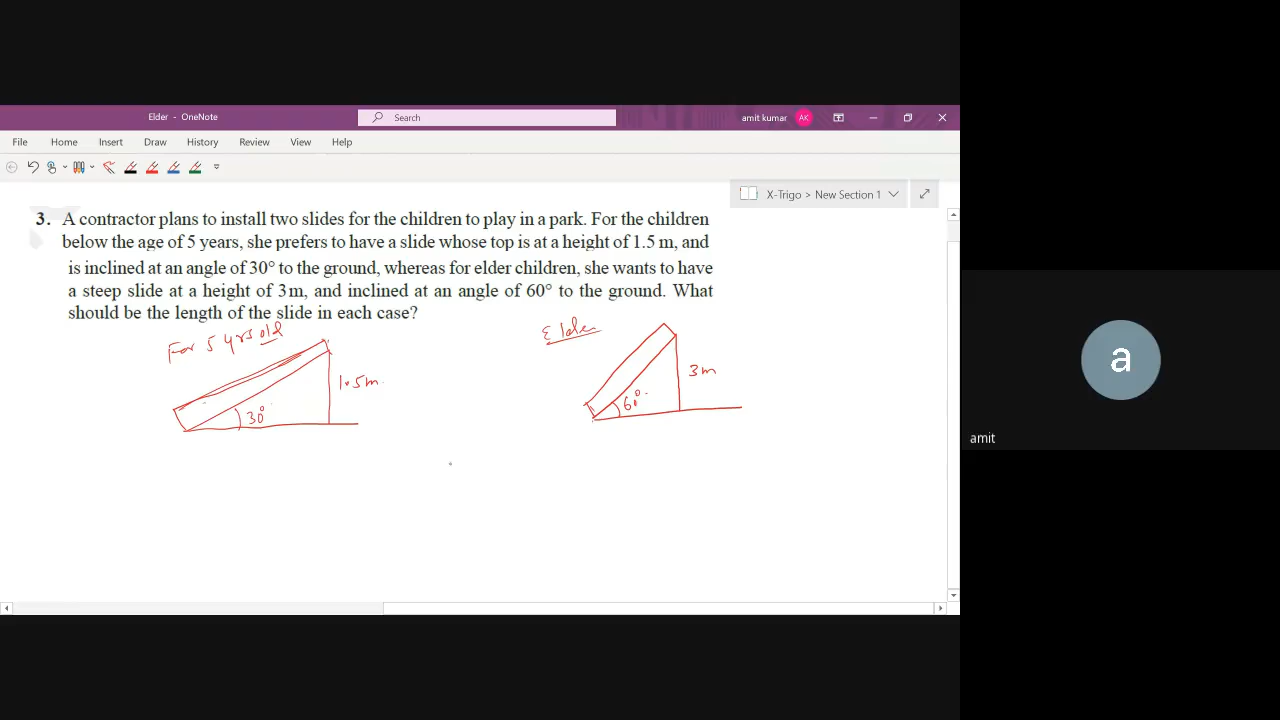 Elder - OneNote
Search
amit kumar AK
File Home Insert Draw History Review View Help
X-Trigo > New Section 1
3. A contractor plans to install two slides for the children to play in a park. For the children
below the age of 5 years, she prefers to have a slide whose top is at a height of 1.5 m, and
is inclined at an angle of 30° to the ground, whereas for elder children, she wants to have
a steep slide at a height of 3m, and inclined at an angle of 60° to the ground. What
should be the length of the slide in each case?
For 5 yrs old
Elder
1.5m.
3m
30°
60°
a
amit